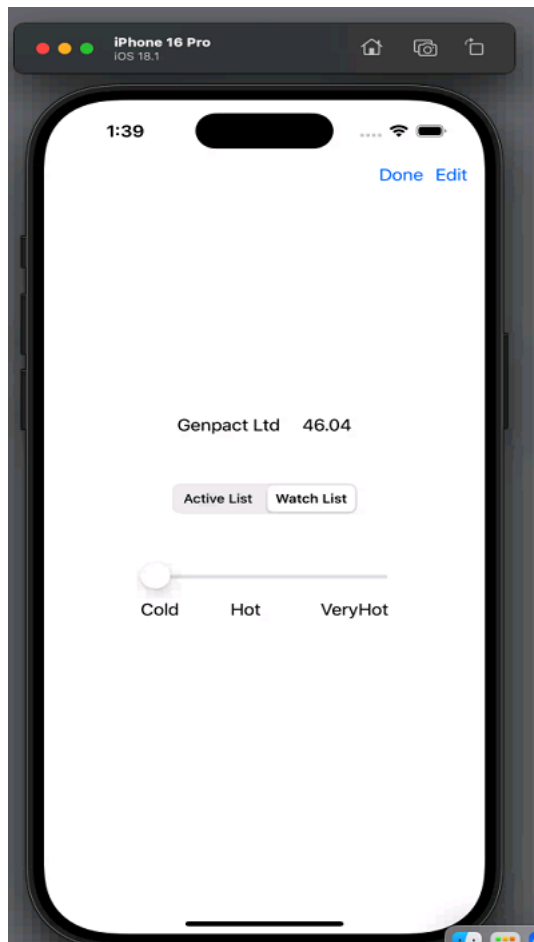 iPhone 16 Pro
iOS 18.1
1:39
Done Edit
Genpact Ltd 46.04
Active List Watch List
Cold Hot VeryHot